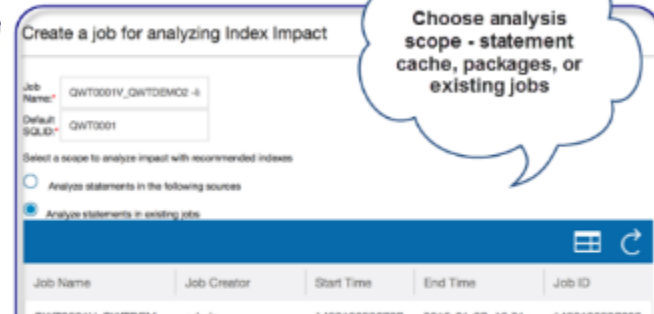 Create a job for analyzing Index Impact
Choose analysis
scope - statement
cache, packages, or
existing jobs
Job
Name:* QWT0001V_QWTDEMO2 -Ii
Default
SQLID:* QWT0001
Select a scope to analyze impact with recommended indexes
Analyze statements in the following sources
Analyze statements in existing jobs
Job Name Job Creator Start Time End Time Job ID